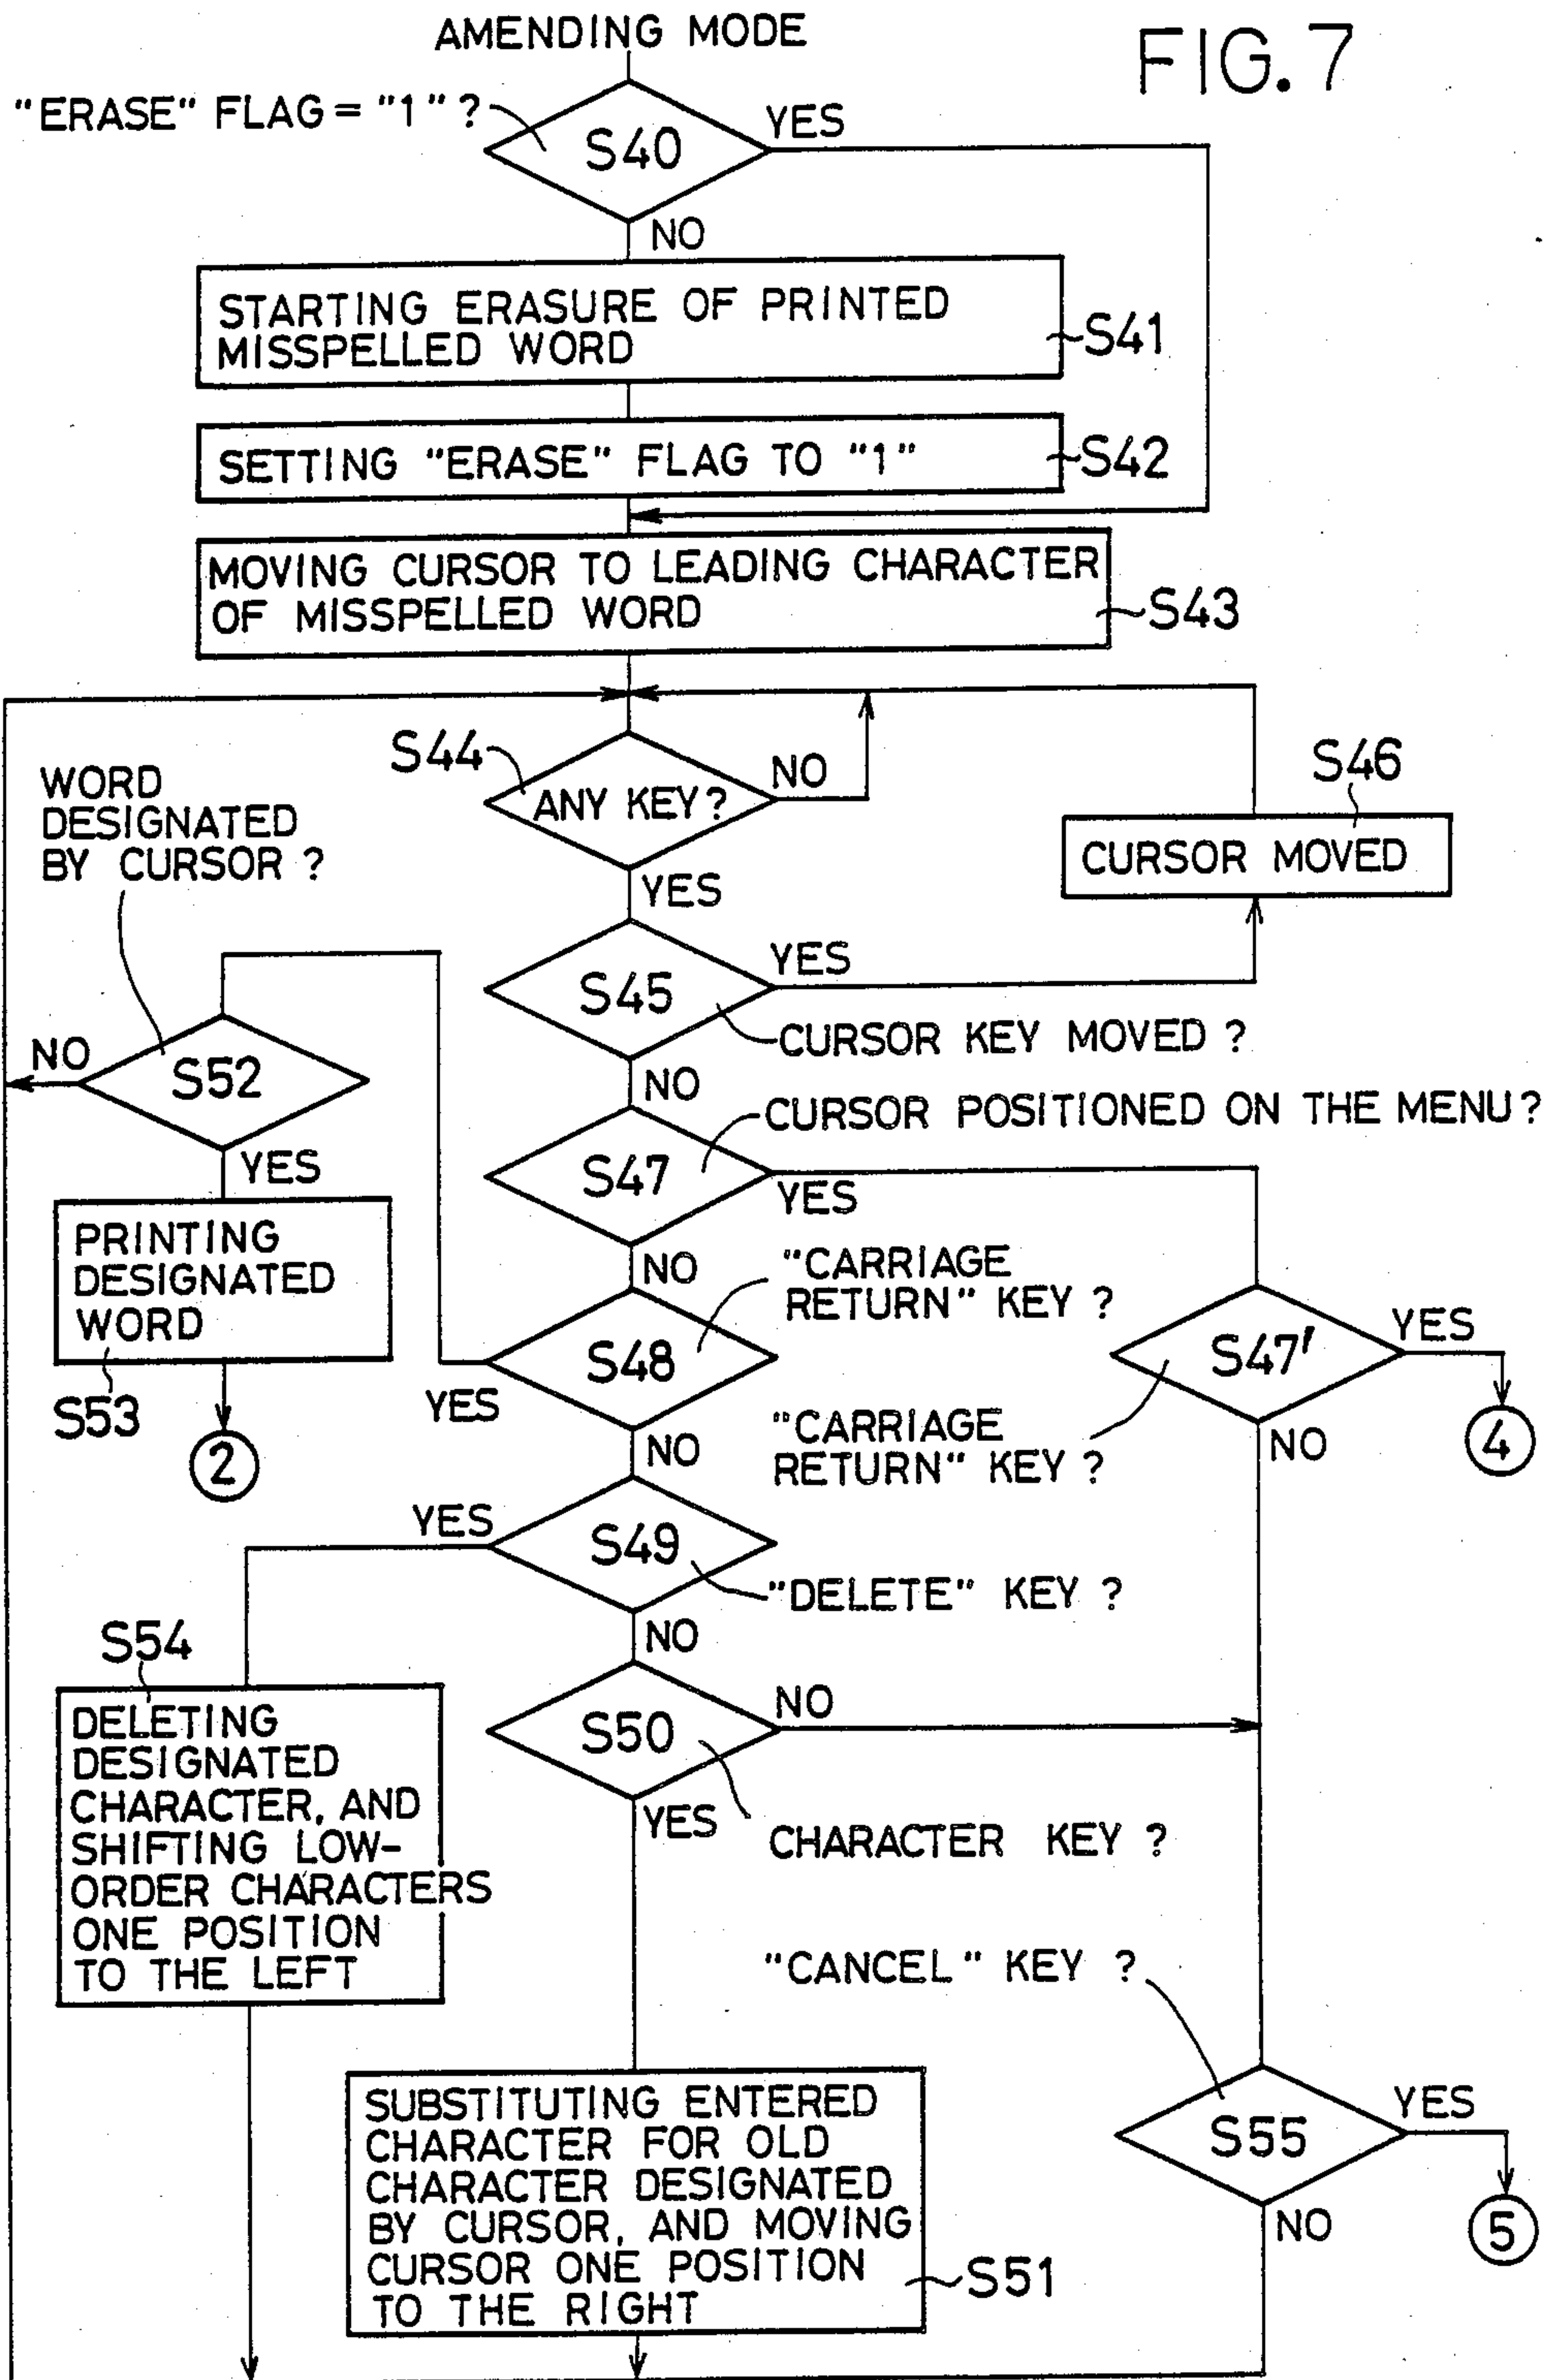 AMENDING MODE
FIG. 7
"ERASE" FLAG = "1" ?
S40
YES
NO
STARTING ERASURE OF PRINTED
MISSPELLED WORD
S41
SETTING "ERASE" FLAG TO "1"
S42
MOVING CURSOR TO LEADING CHARACTER
OF MISSPELLED WORD
S43
S44
ANY KEY?
NO
YES
S46
CURSOR MOVED
WORD
DESIGNATED
BY CURSOR ?
S45
YES
CURSOR KEY MOVED ?
NO
S52
NO
YES
CURSOR POSITIONED ON THE MENU?
S47
YES
NO
PRINTING
DESIGNATED
WORD
S53
2
"CARRIAGE
RETURN" KEY ?
S48
YES
NO
S47'
YES
4
"CARRIAGE
RETURN" KEY ?
NO
YES
S49
"DELETE" KEY ?
NO
S54
DELETING
DESIGNATED
CHARACTER, AND
SHIFTING LOW-
ORDER CHARACTERS
ONE POSITION
TO THE LEFT
S50
NO
YES
CHARACTER KEY ?
"CANCEL" KEY ?
S55
YES
5
NO
SUBSTITUTING ENTERED
CHARACTER FOR OLD
CHARACTER DESIGNATED
BY CURSOR, AND MOVING
CURSOR ONE POSITION
TO THE RIGHT
S51